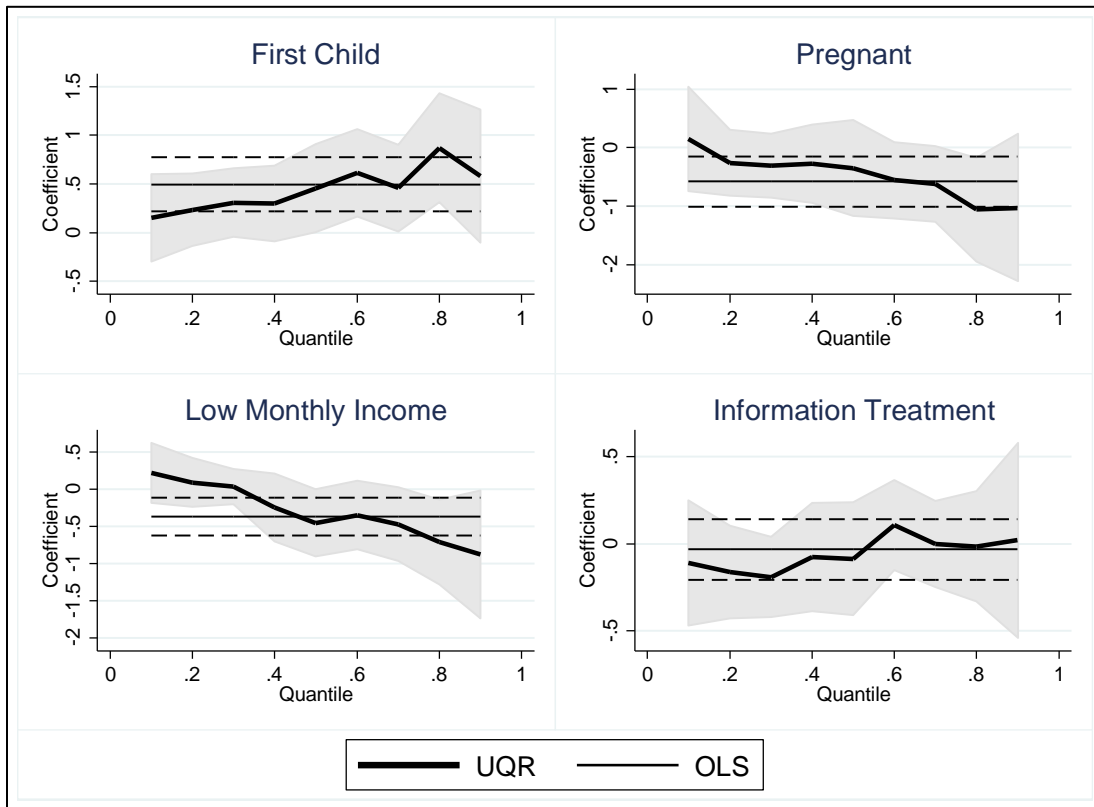 First Child
Coefficient
1.5
1
.5
0
-.5
0 .2 .4 .6 .8 1
Quantile
Pregnant
Coefficient
1
0
-1
-2
0 .2 .4 .6 .8 1
Quantile
Low Monthly Income
Coefficient
.5
0
-.5
-1
-1.5
-2
0 .2 .4 .6 .8 1
Quantile
Information Treatment
Coefficient
.5
0
-.5
0 .2 .4 .6 .8 1
Quantile
UQR OLS